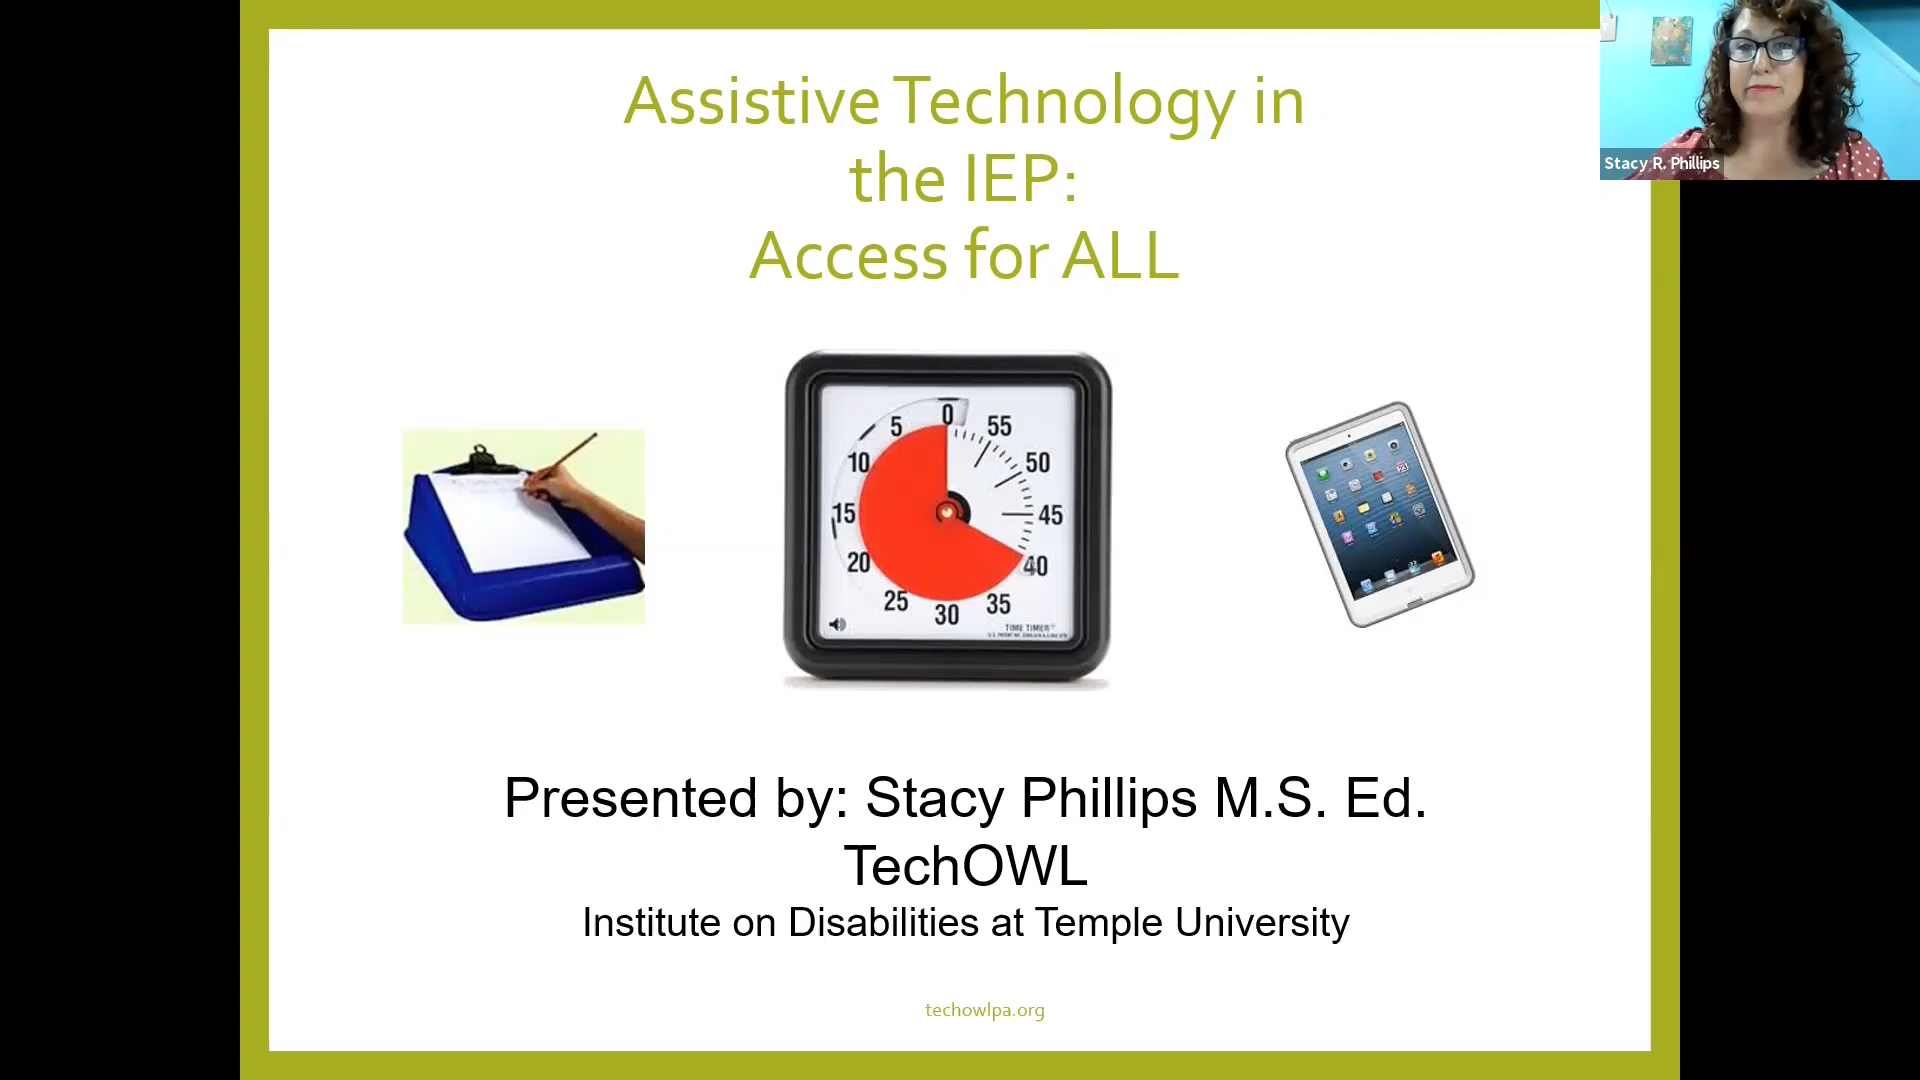 Assistive Technology in
the IEP:
Access for ALL
Stacy R. Phillips
0
5
55
10
50
15
45
20
40
25
35
30
TIME TIMER®
Presented by: Stacy Phillips M.S. Ed.
TechOWL
Institute on Disabilities at Temple University
techowlpa.org